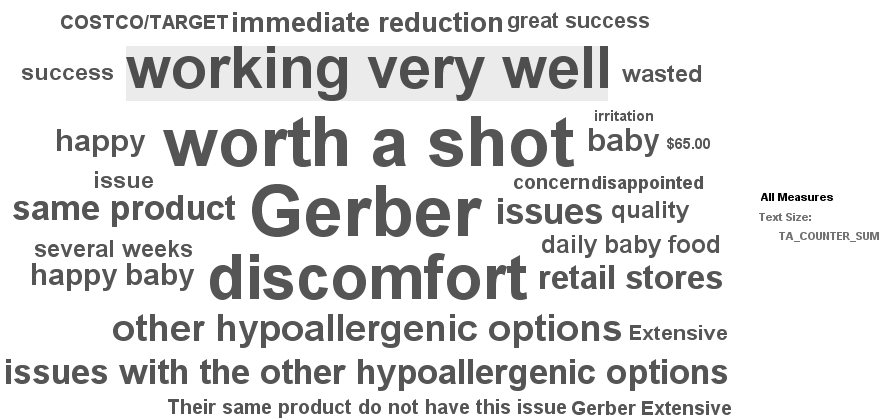 COSTCO/TARGET immediate reduction great success
success working very well wasted
happy worth a shot irritation baby $65.00
issue concern disappointed
same product Gerber issues quality
several weeks daily baby food
happy baby discomfort retail stores
other hypoallergenic options Extensive
issues with the other hypoallergenic options
Their same product do not have this issue Gerber Extensive
All Measures
Text Size:
TA_COUNTER_SUM